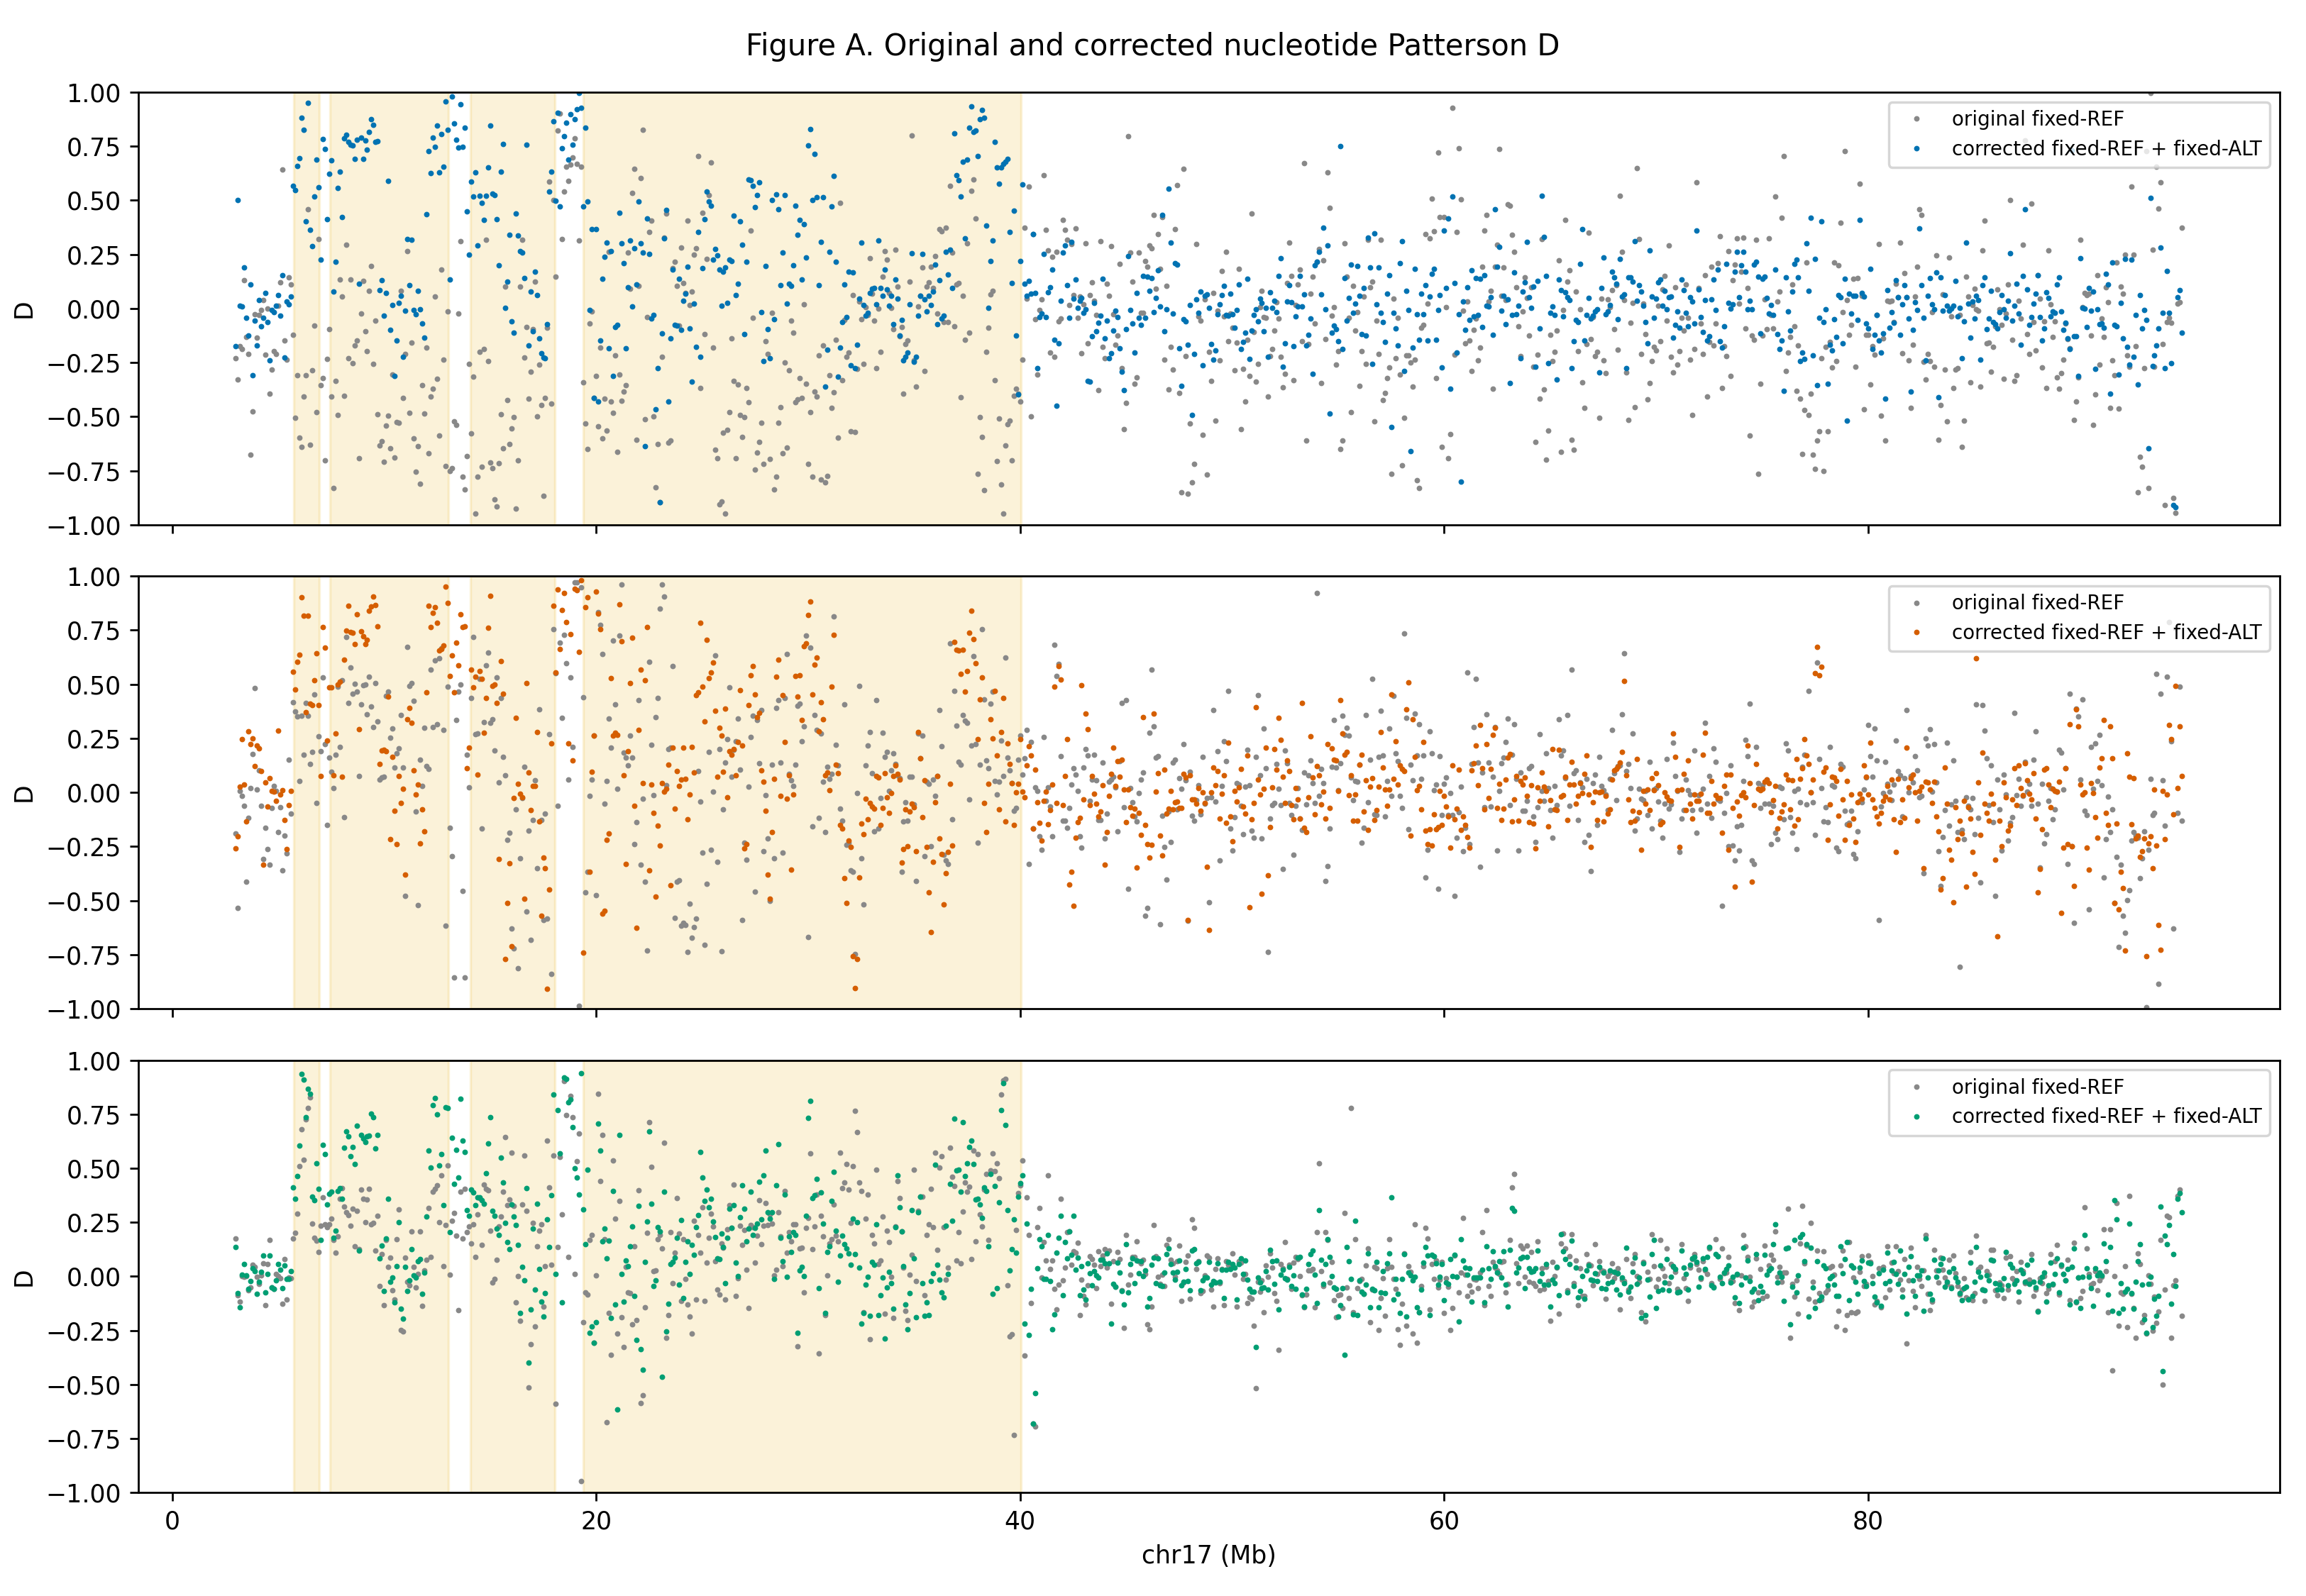 Figure A. Original and corrected nucleotide Patterson D
1.00
0.75
0.50
0.25
0.00
−0.25
−0.50
−0.75
−1.00
D
original fixed-REF
corrected fixed-REF + fixed-ALT
1.00
0.75
0.50
0.25
0.00
−0.25
−0.50
−0.75
−1.00
D
original fixed-REF
corrected fixed-REF + fixed-ALT
1.00
0.75
0.50
0.25
0.00
−0.25
−0.50
−0.75
−1.00
D
original fixed-REF
corrected fixed-REF + fixed-ALT
0 20 40 60 80
chr17 (Mb)